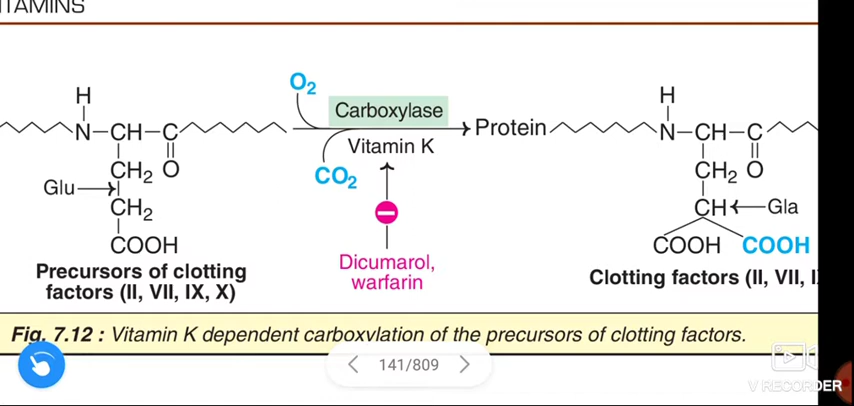 ITAMINS
H
N–CH–C
O
CH2
Glu
CH2
COOH
Precursors of clotting
factors (II, VII, IX, X)
O2
Carboxylase
Vitamin K
CO2
Dicumarol,
warfarin
Protein
H
N–CH–C
O
CH2
CH
Gla
COOH COOH
Clotting factors (II, VII, I
Fig. 7.12 : Vitamin K dependent carboxylation of the precursors of clotting factors.
141/809
V RECORDER